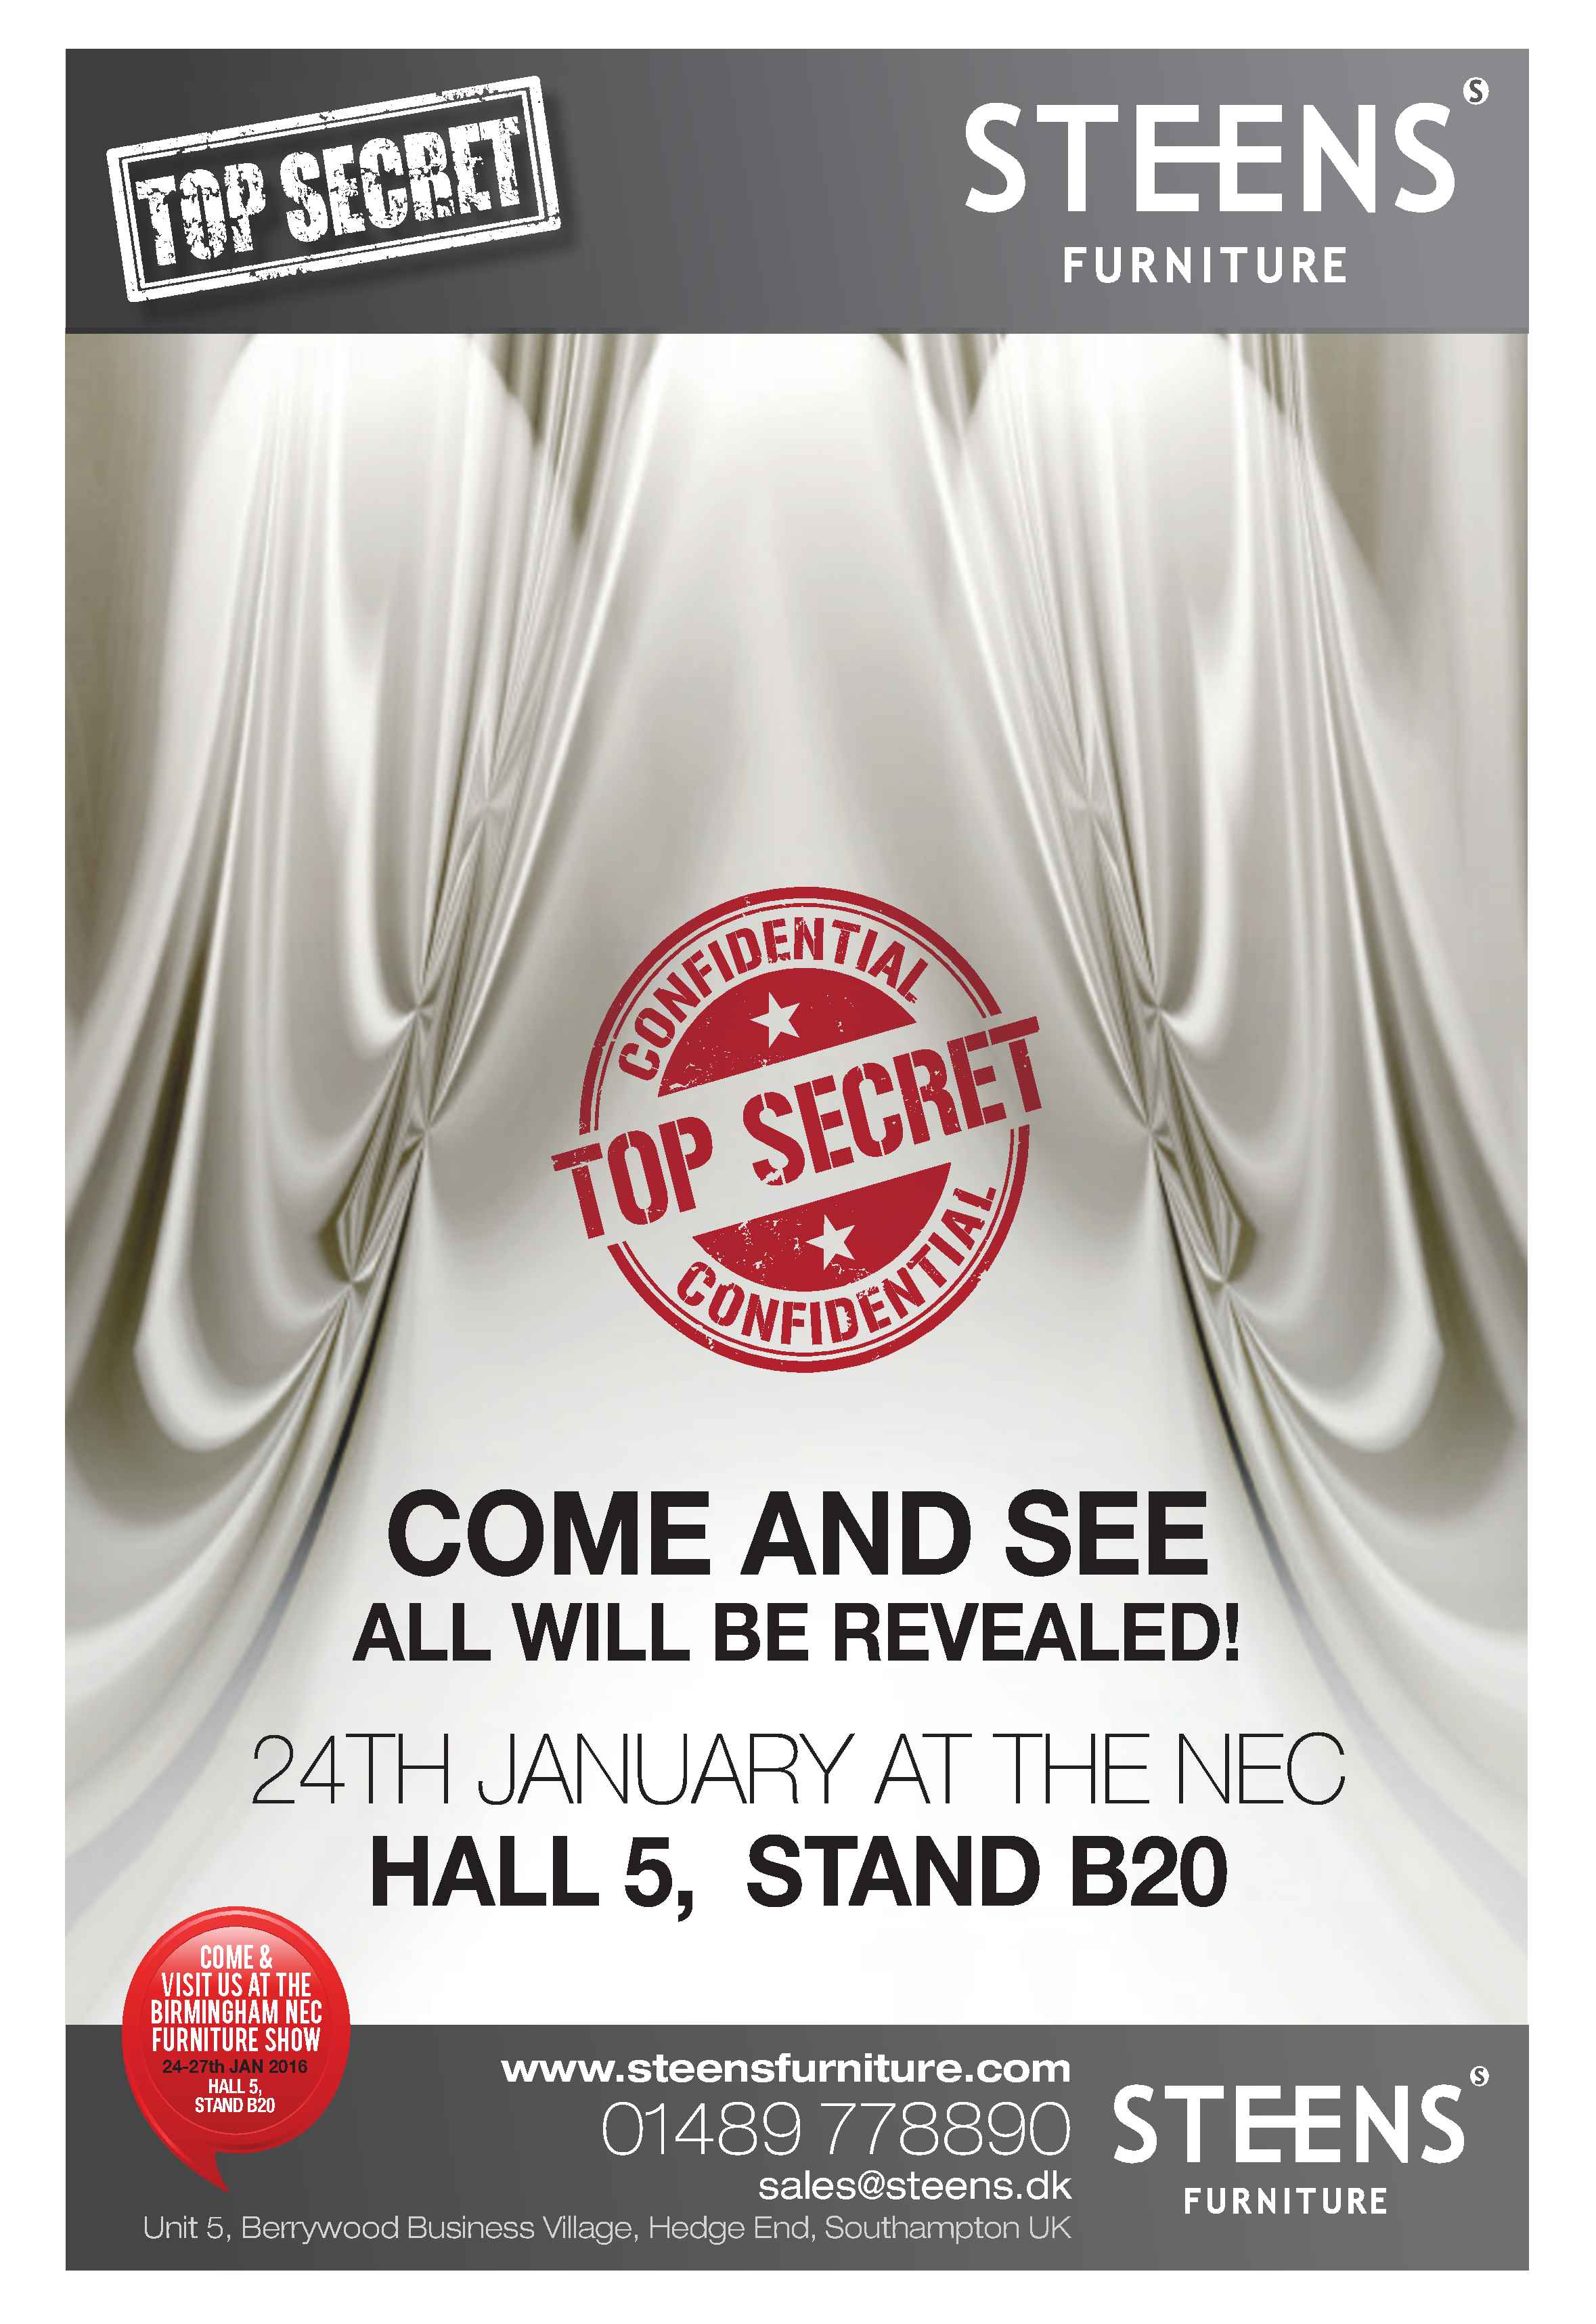 TOP SECRET
STEENS
S
FURNITURE
CONFIDENTIAL
TOP SECRET
CONFIDENTIAL
COME AND SEE
ALL WILL BE REVEALED!
24TH JANUARY AT THE NEC
HALL 5, STAND B20
COME &
VISIT US AT THE
BIRMINGHAM NEC
FURNITURE SHOW
24-27th JAN 2016
HALL 5,
STAND B20
www.steensfurniture.com
01489 778890
sales@steens.dk
Unit 5, Berrywood Business Village, Hedge End, Southampton UK
STEENS
S
FURNITURE